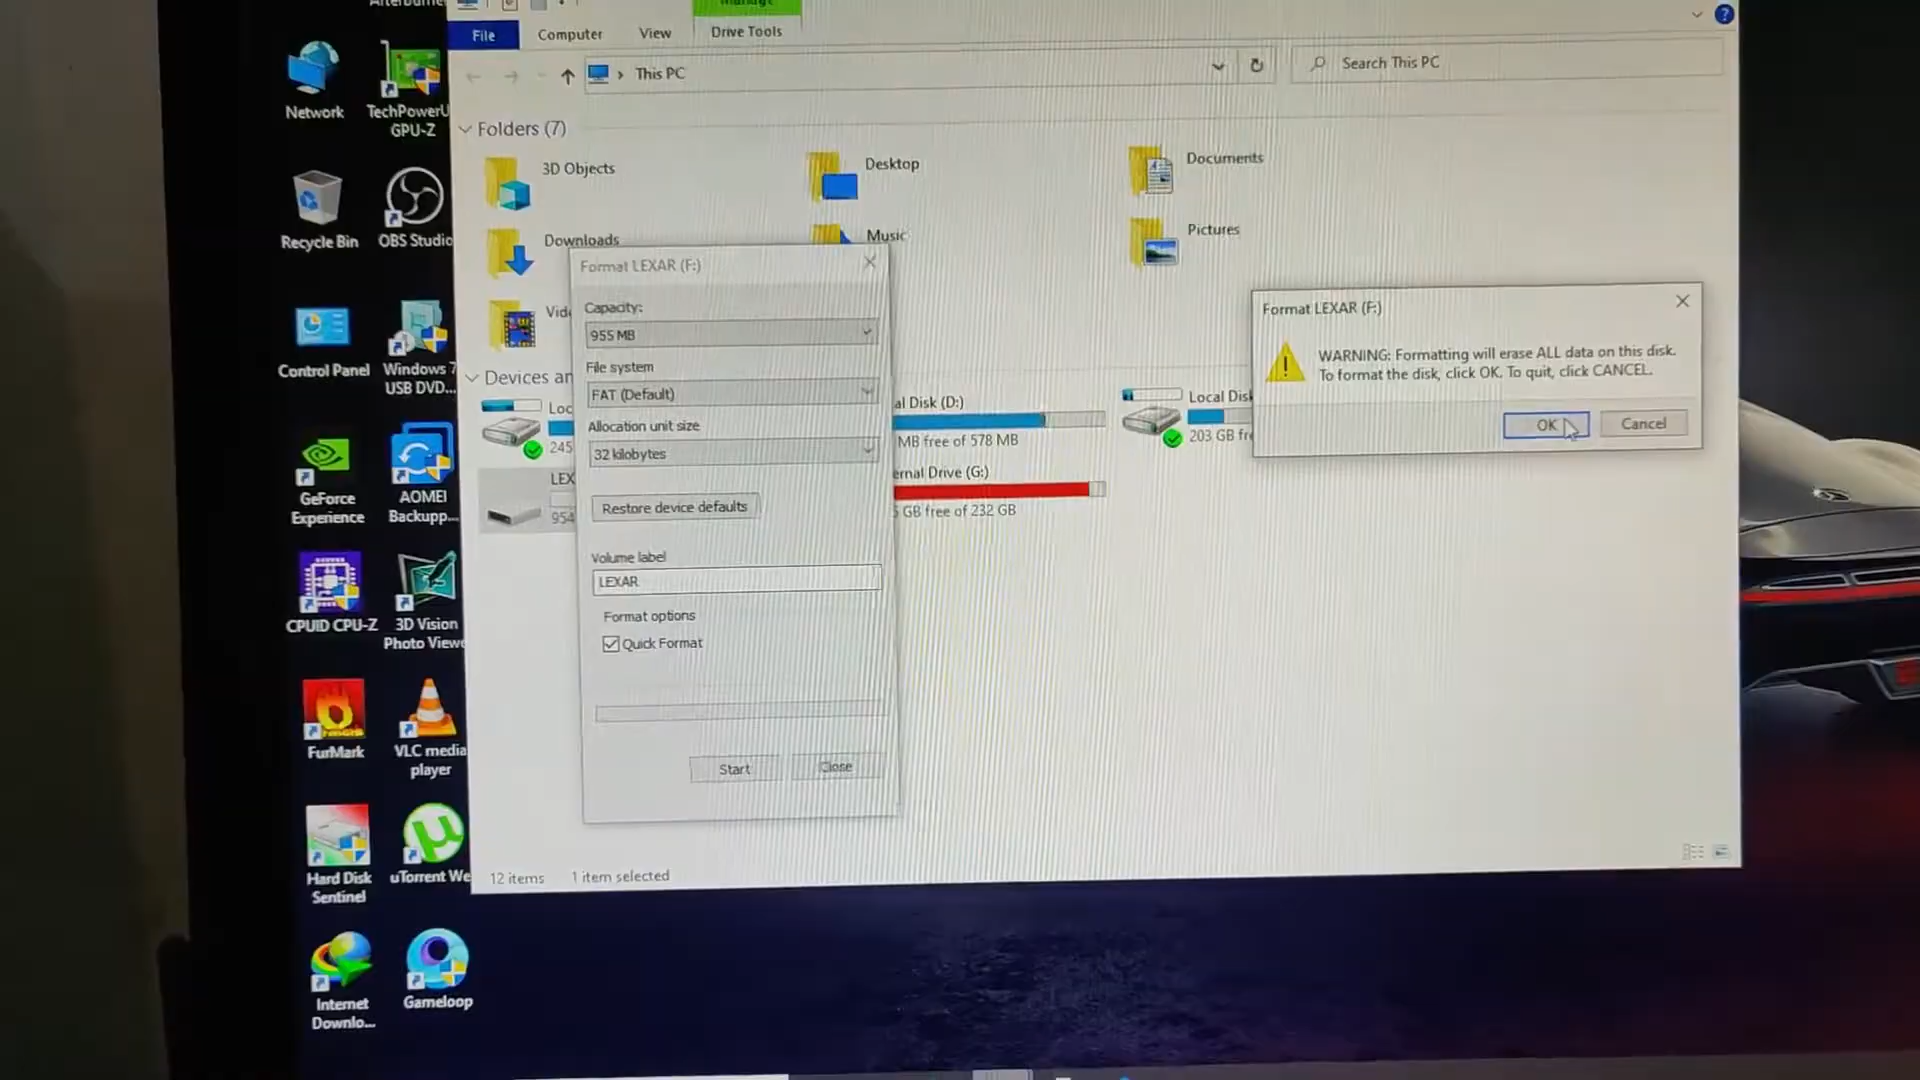 Manage
File
Computer
View
Drive Tools
This PC
Search This PC
Network
TechPowerU
GPU-Z
Recycle Bin
OBS Studio
Control Panel
Windows 7
USB DVD...
GeForce
Experience
AOMEI
Backupp...
CPUID CPU-Z
3D Vision
Photo Viewe
FurMark
VLC media
player
Hard Disk
Sentinel
uTorrent We
Internet
Downlo...
Gameloop
Folders (7)
3D Objects
Desktop
Documents
Downloads
Music
Pictures
Vide
Devices an
Loc
245
LEX
954
al Disk (D:)
MB free of 578 MB
ernal Drive (G:)
GB free of 232 GB
Local Disk
203 GB fre
12 items
1 item selected
Format LEXAR (F:)
Capacity:
955 MB
File system
FAT (Default)
Allocation unit size
32 kilobytes
Restore device defaults
Volume label
LEXAR
Format options
Quick Format
Start
Close
Format LEXAR (F:)
WARNING: Formatting will erase ALL data on this disk.
To format the disk, click OK. To quit, click CANCEL.
OK
Cancel